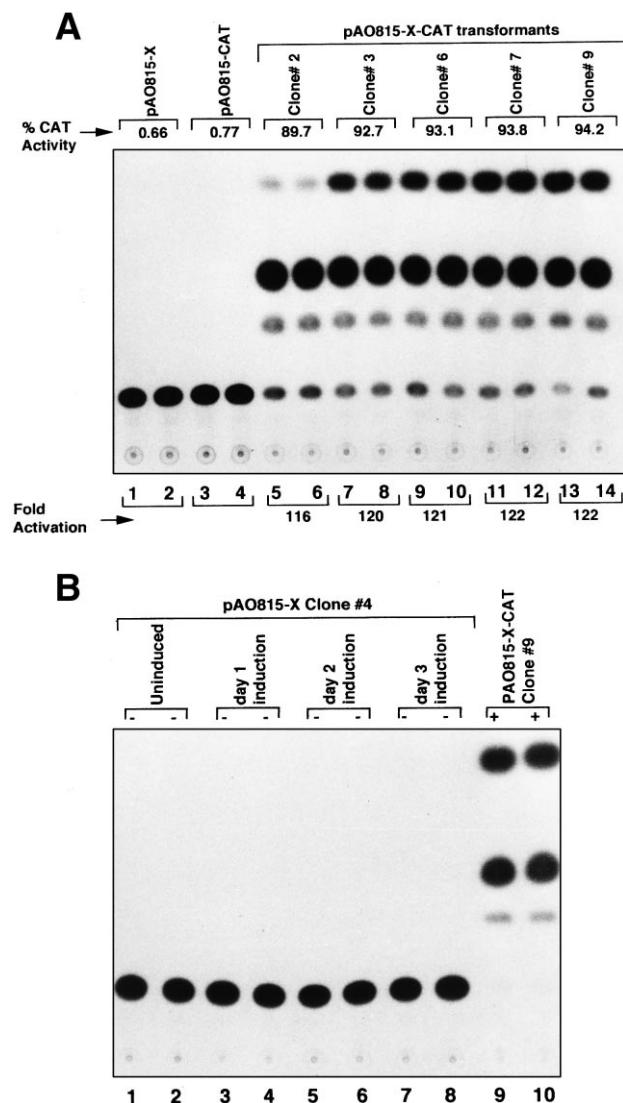 A
pAO815-X-CAT transformants
pAO815-X
pAO815-CAT
Clone# 2
Clone# 3
Clone# 6
Clone# 7
Clone# 9
% CAT
Activity
0.66 0.77 89.7 92.7 93.1 93.8 94.2
1 2 3 4 5 6 7 8 9 10 11 12 13 14
Fold
Activation
116 120 121 122 122
B
pAO815-X Clone #4
Uninduced
day 1
induction
day 2
induction
day 3
induction
PAO815-X-CAT
Clone #9
- - - - - - - - + +
1 2 3 4 5 6 7 8 9 10